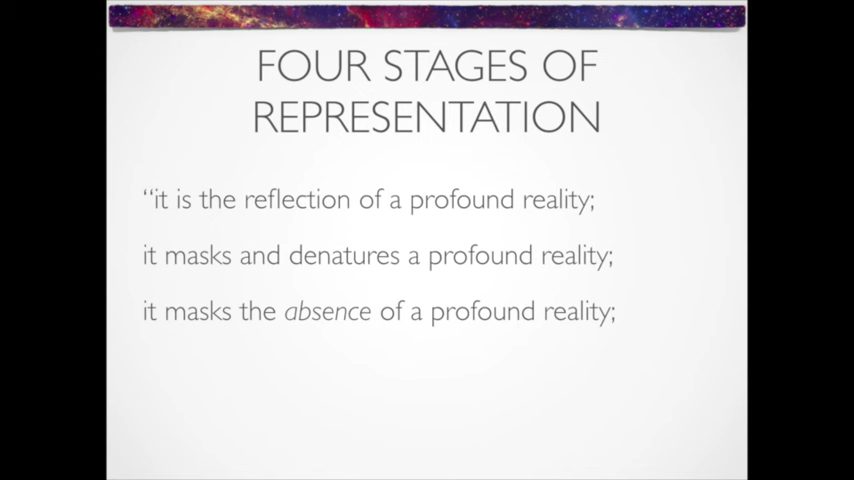 FOUR STAGES OF
REPRESENTATION
“it is the reflection of a profound reality;
it masks and denatures a profound reality;
it masks the absence of a profound reality;